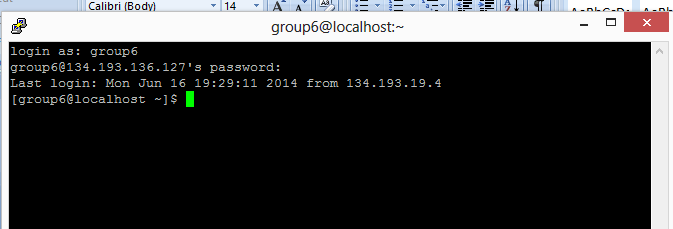 Calibri (Body) 14
group6@localhost:~
login as: group6
group6@134.193.136.127's password:
Last login: Mon Jun 16 19:29:11 2014 from 134.193.19.4
[group6@localhost ~]$